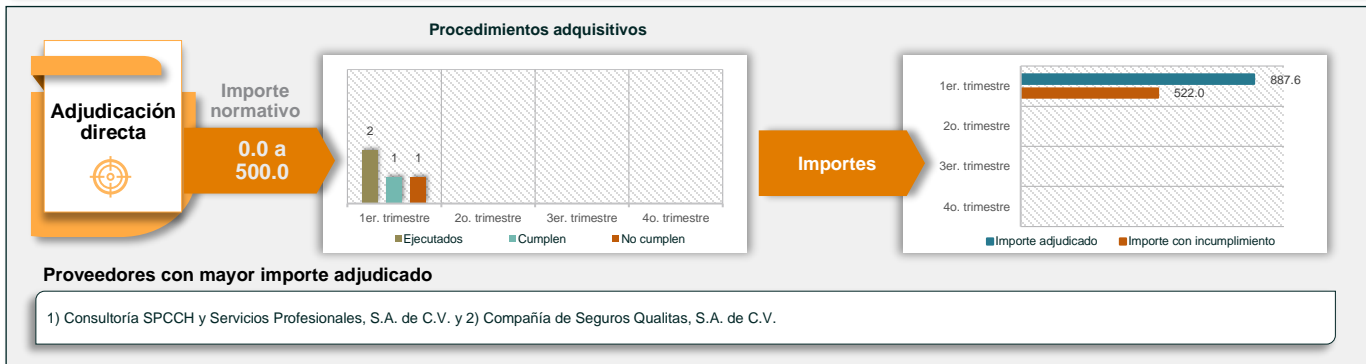 Procedimientos adquisitivos
Adjudicación
directa
Importe
normativo
0.0 a
500.0
2
1
1
1er. trimestre
2o. trimestre
3er. trimestre
4o. trimestre
Ejecutados
Cumplen
No cumplen
Importes
1er. trimestre
887.6
522.0
2o. trimestre
3er. trimestre
4o. trimestre
Importe adjudicado
Importe con incumplimiento
Proveedores con mayor importe adjudicado
1) Consultoría SPCCH y Servicios Profesionales, S.A. de C.V. y 2) Compañía de Seguros Qualitas, S.A. de C.V.